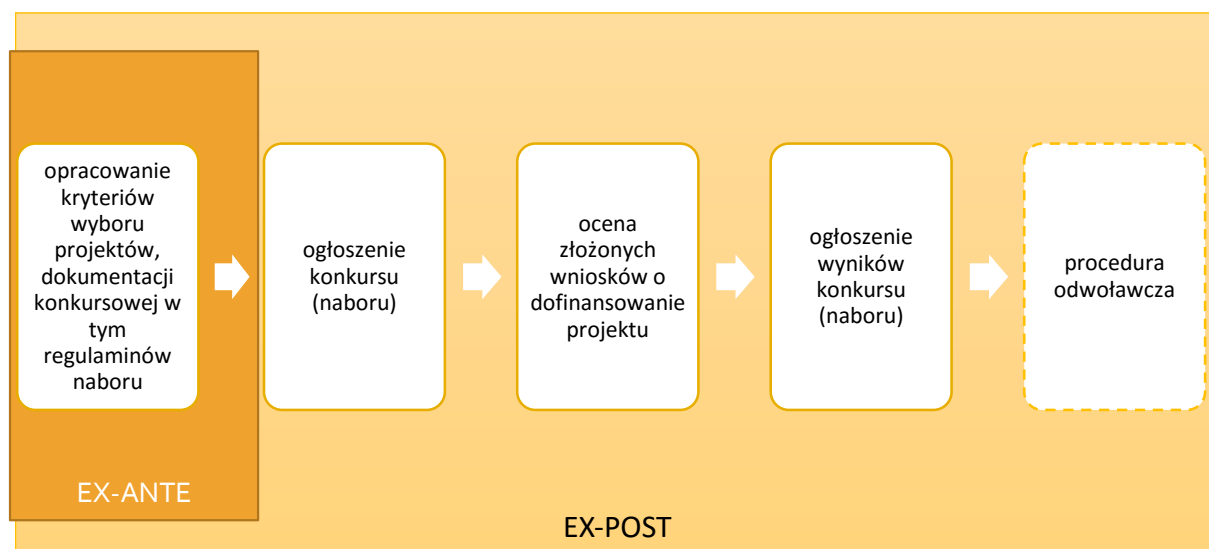 opracowanie
kryteriów
wyboru
projektów,
dokumentacji
konkursowej w
tym
regulaminów
naboru
ogłoszenie
konkursu
(naboru)
ocena
złożonych
wniosków o
dofinansowanie
projektu
ogłoszenie
wyników
konkursu
(naboru)
procedura
odwoławcza
EX-ANTE
EX-POST